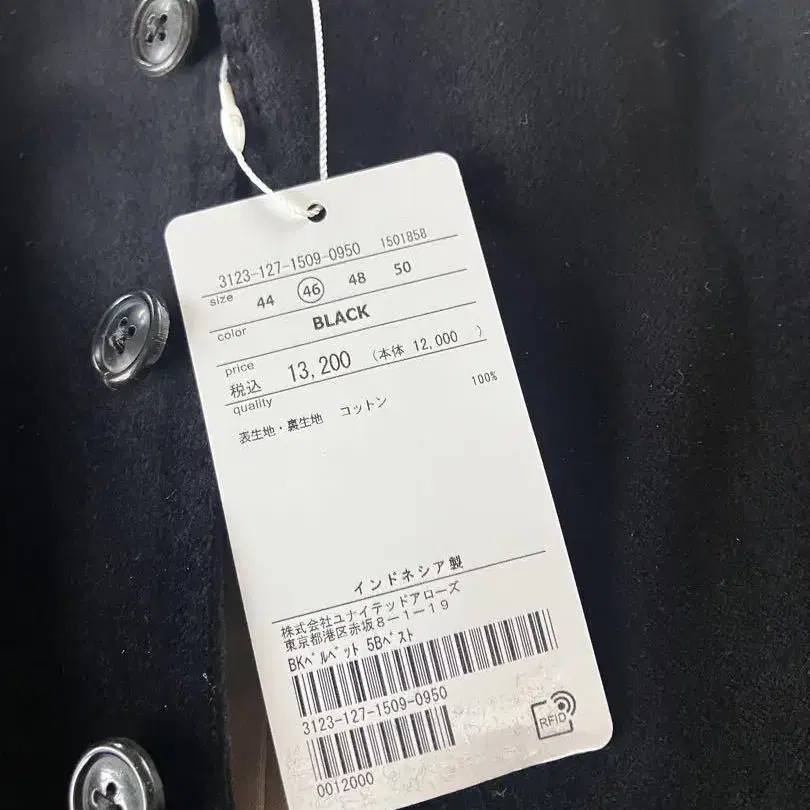 3123-127-1509-0950 1501858
size 44 46 48 50
color BLACK
price
税込 13,200 (本体 12,000 )
quality
100%
表生地・裏生地 コットン
インドネシア製
株式会社ユナイテッドアローズ
東京都港区赤坂8-1-19
BKベルベット 5Bベスト
3123-127-1509-0950
0012000
RFID